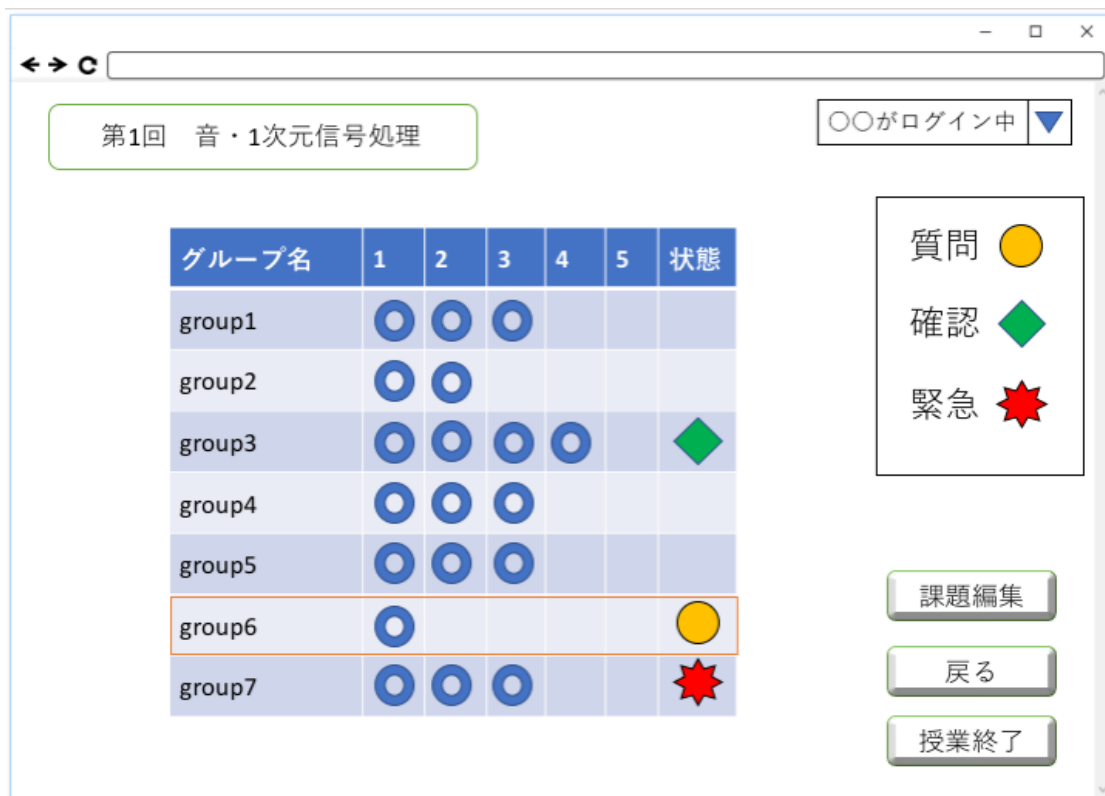 第1回　音・1次元信号処理
〇〇がログイン中
グループ名 1 2 3 4 5 状態
group1
group2
group3
group4
group5
group6
group7
質問
確認
緊急
課題編集
戻る
授業終了